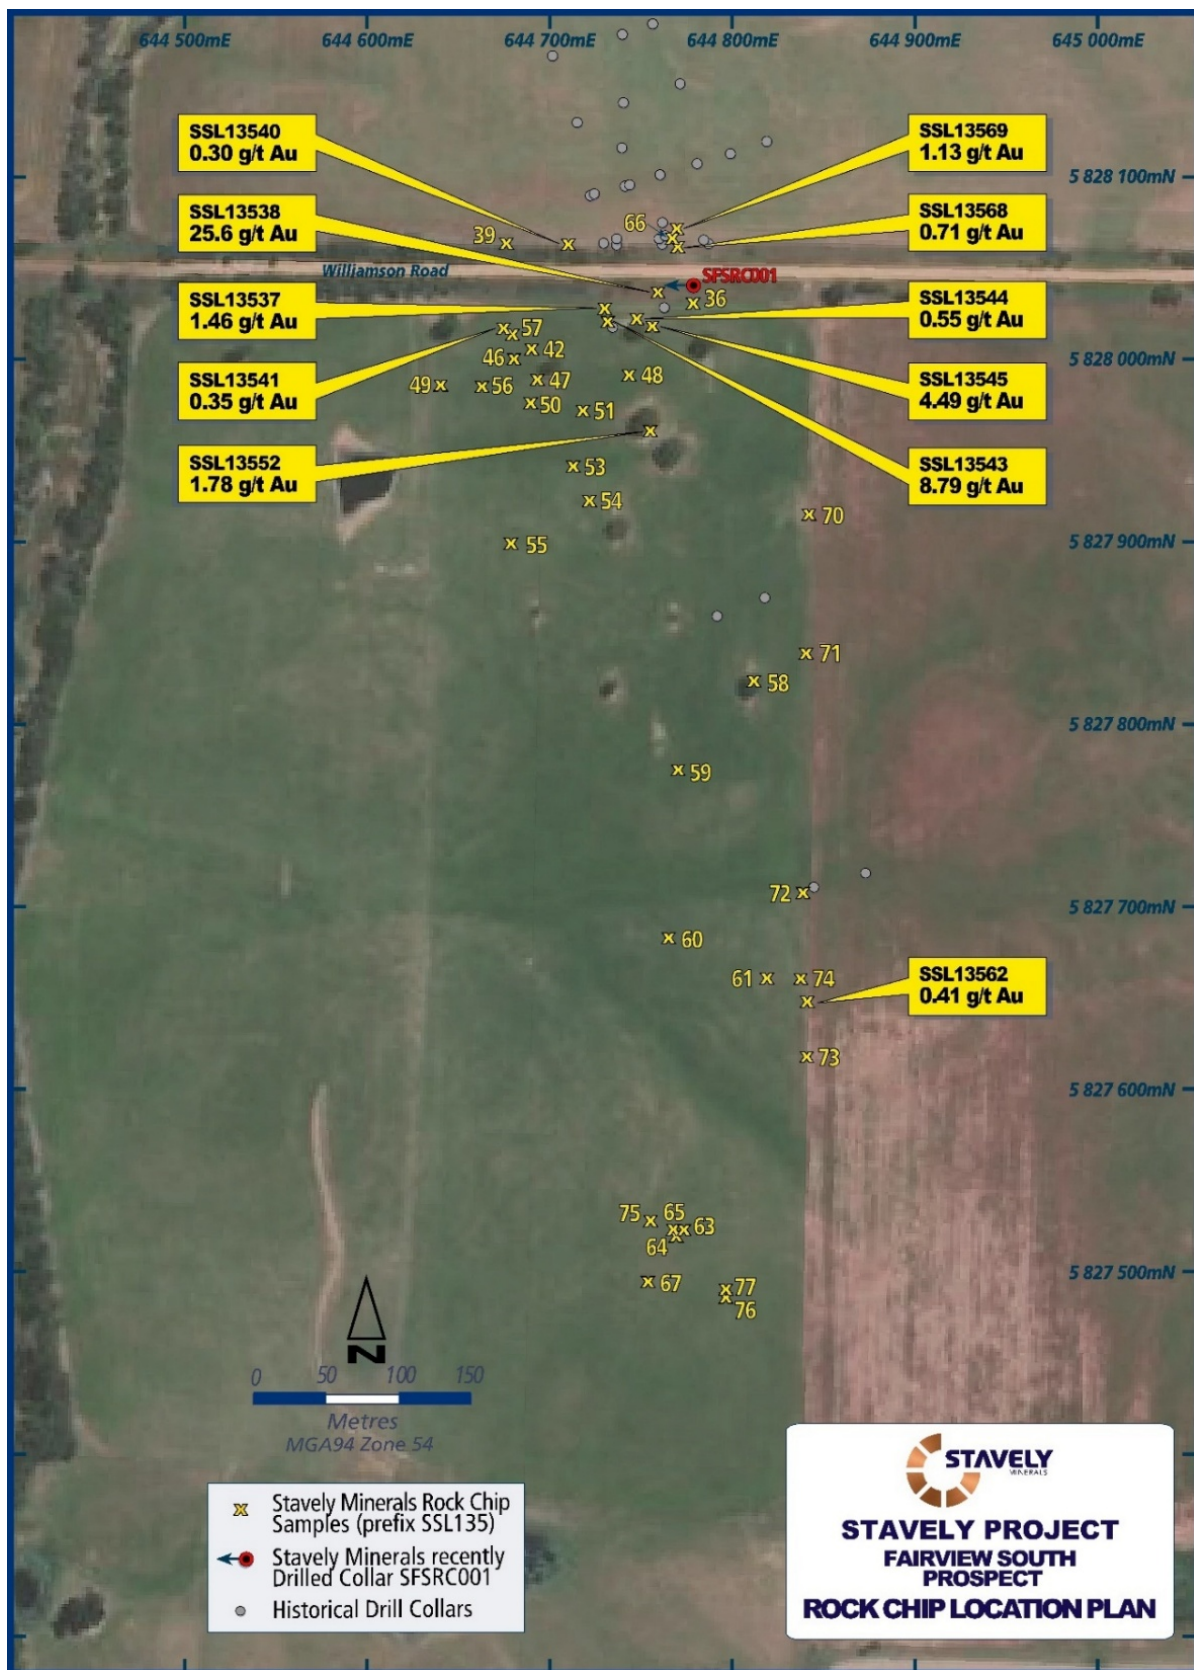 644 500mE
644 600mE
644 700mE
644 800mE
644 900mE
645 000mE
SSL13540
0.30 g/t Au
SSL13569
1.13 g/t Au
5 828 100mN
SSL13538
25.6 g/t Au
39
66
SSL13568
0.71 g/t Au
Williamson Road
SFSRC001
36
SSL13537
1.46 g/t Au
57
42
46
SSL13544
0.55 g/t Au
5 828 000mN
SSL13541
0.35 g/t Au
49
56
47
48
50
51
SSL13545
4.49 g/t Au
SSL13552
1.78 g/t Au
53
54
SSL13543
8.79 g/t Au
55
70
5 827 900mN
71
58
5 827 800mN
59
72
5 827 700mN
60
61
74
SSL13562
0.41 g/t Au
73
5 827 600mN
75
65
63
64
67
77
76
5 827 500mN
N
0 50 100 150
Metres
MGA94 Zone 54
Stavely Minerals Rock Chip
Samples (prefix SSL135)
Stavely Minerals recently
Drilled Collar SFSRC001
Historical Drill Collars
STAVELY
MINERALS
STAVELY PROJECT
FAIRVIEW SOUTH
PROSPECT
ROCK CHIP LOCATION PLAN